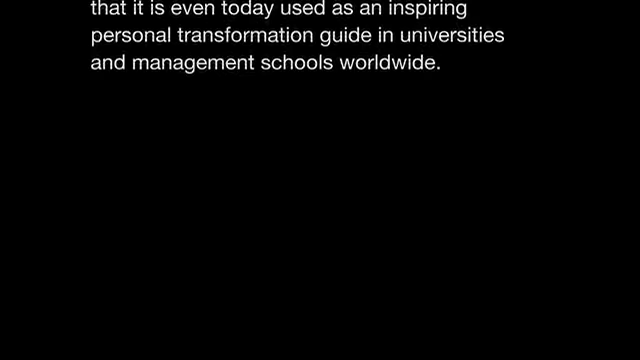 that it is even today used as an inspiring
personal transformation guide in universities
and management schools worldwide.